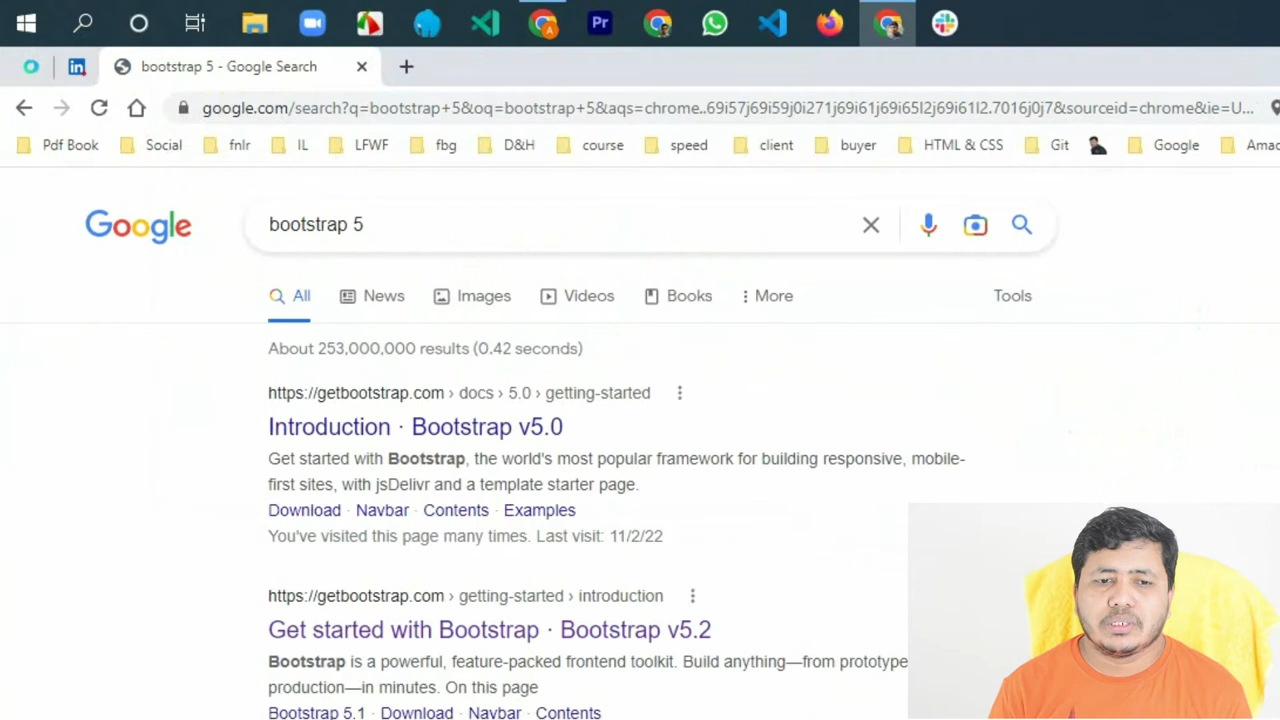 Pr
in
bootstrap 5 - Google Search
google.com/search?q=bootstrap+5&oq=bootstrap+5&aqs=chrome..69i57j69i59j0i271j69i61j69i65l2j69i61l2.7016j0j7&sourceid=chrome&ie=U...
Pdf Book Social fnlr IL LFWF fbg D&H course speed client buyer HTML & CSS Git Google Amac
Google
bootstrap 5
All News Images Videos Books More Tools
About 253,000,000 results (0.42 seconds)
https://getbootstrap.com › docs › 5.0 › getting-started
Introduction · Bootstrap v5.0
Get started with Bootstrap, the world's most popular framework for building responsive, mobile-
first sites, with jsDelivr and a template starter page.
Download · Navbar · Contents · Examples
You've visited this page many times. Last visit: 11/2/22
https://getbootstrap.com › getting-started › introduction
Get started with Bootstrap · Bootstrap v5.2
Bootstrap is a powerful, feature-packed frontend toolkit. Build anything—from prototype
production—in minutes. On this page
Bootstrap 5.1 · Download · Navbar · Contents